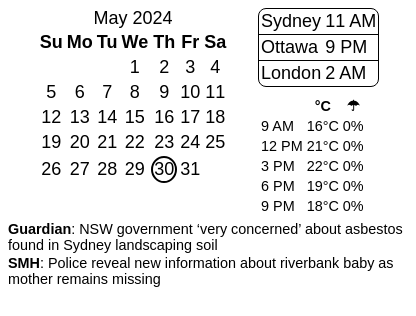 May 2024
Su Mo Tu We Th Fr Sa
1 2 3 4
5 6 7 8 9 10 11
12 13 14 15 16 17 18
19 20 21 22 23 24 25
26 27 28 29 30 31
Sydney 11 AM
Ottawa 9 PM
London 2 AM
°C ☂
9 AM 16°C 0%
12 PM 21°C 0%
3 PM 22°C 0%
6 PM 19°C 0%
9 PM 18°C 0%
Guardian: NSW government ‘very concerned’ about asbestos
found in Sydney landscaping soil
SMH: Police reveal new information about riverbank baby as
mother remains missing